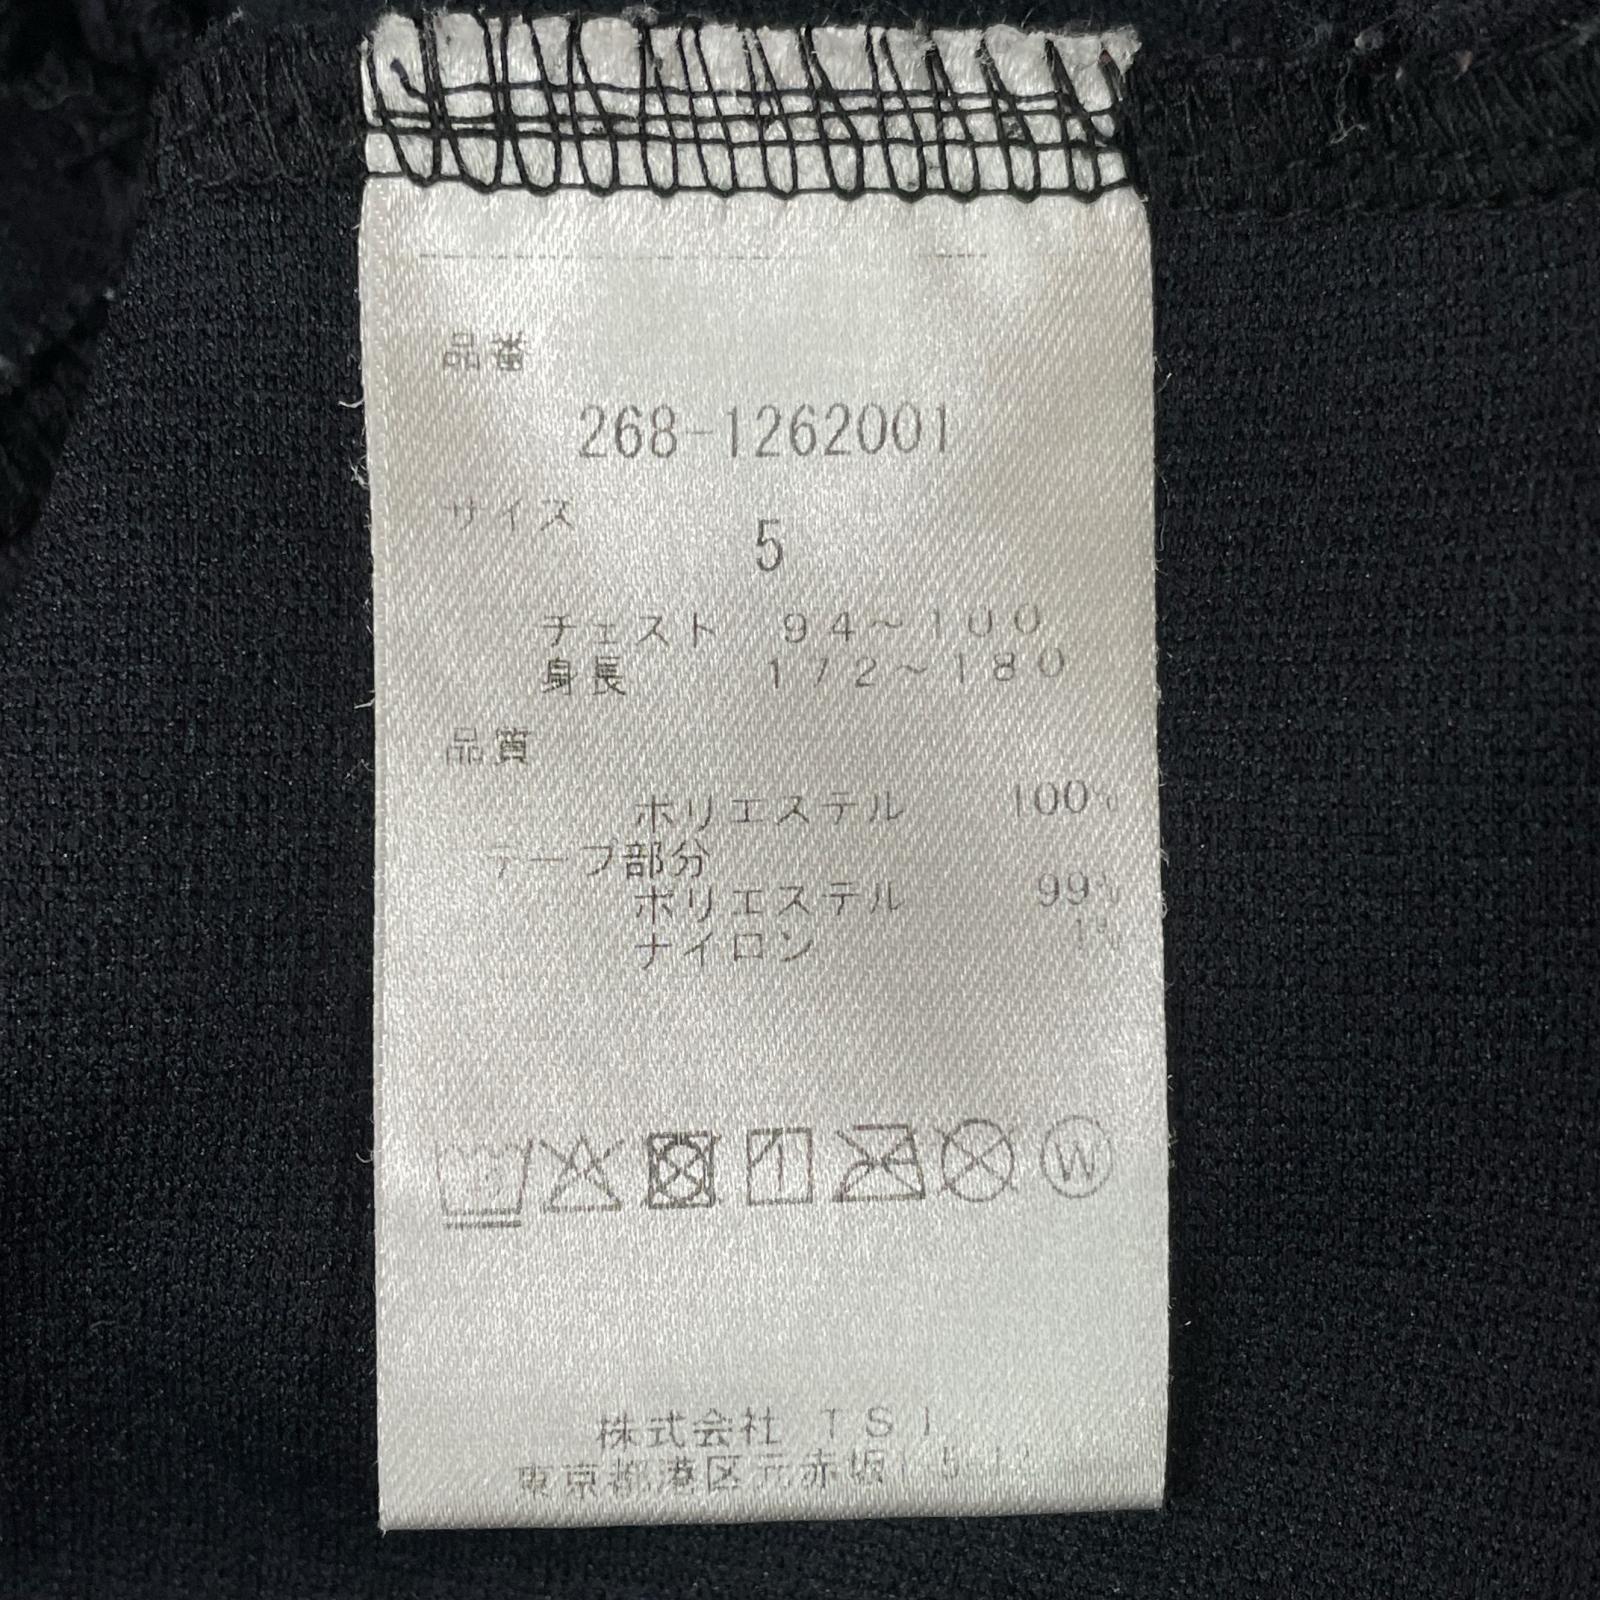 品番
268-1262001
サイズ
5
チェスト 94~100
身長 172~180
品質
ポリエステル 100%
テープ部分
ポリエステル 99%
ナイロン 1%
W
株式会社 TSI
東京都港区元赤坂